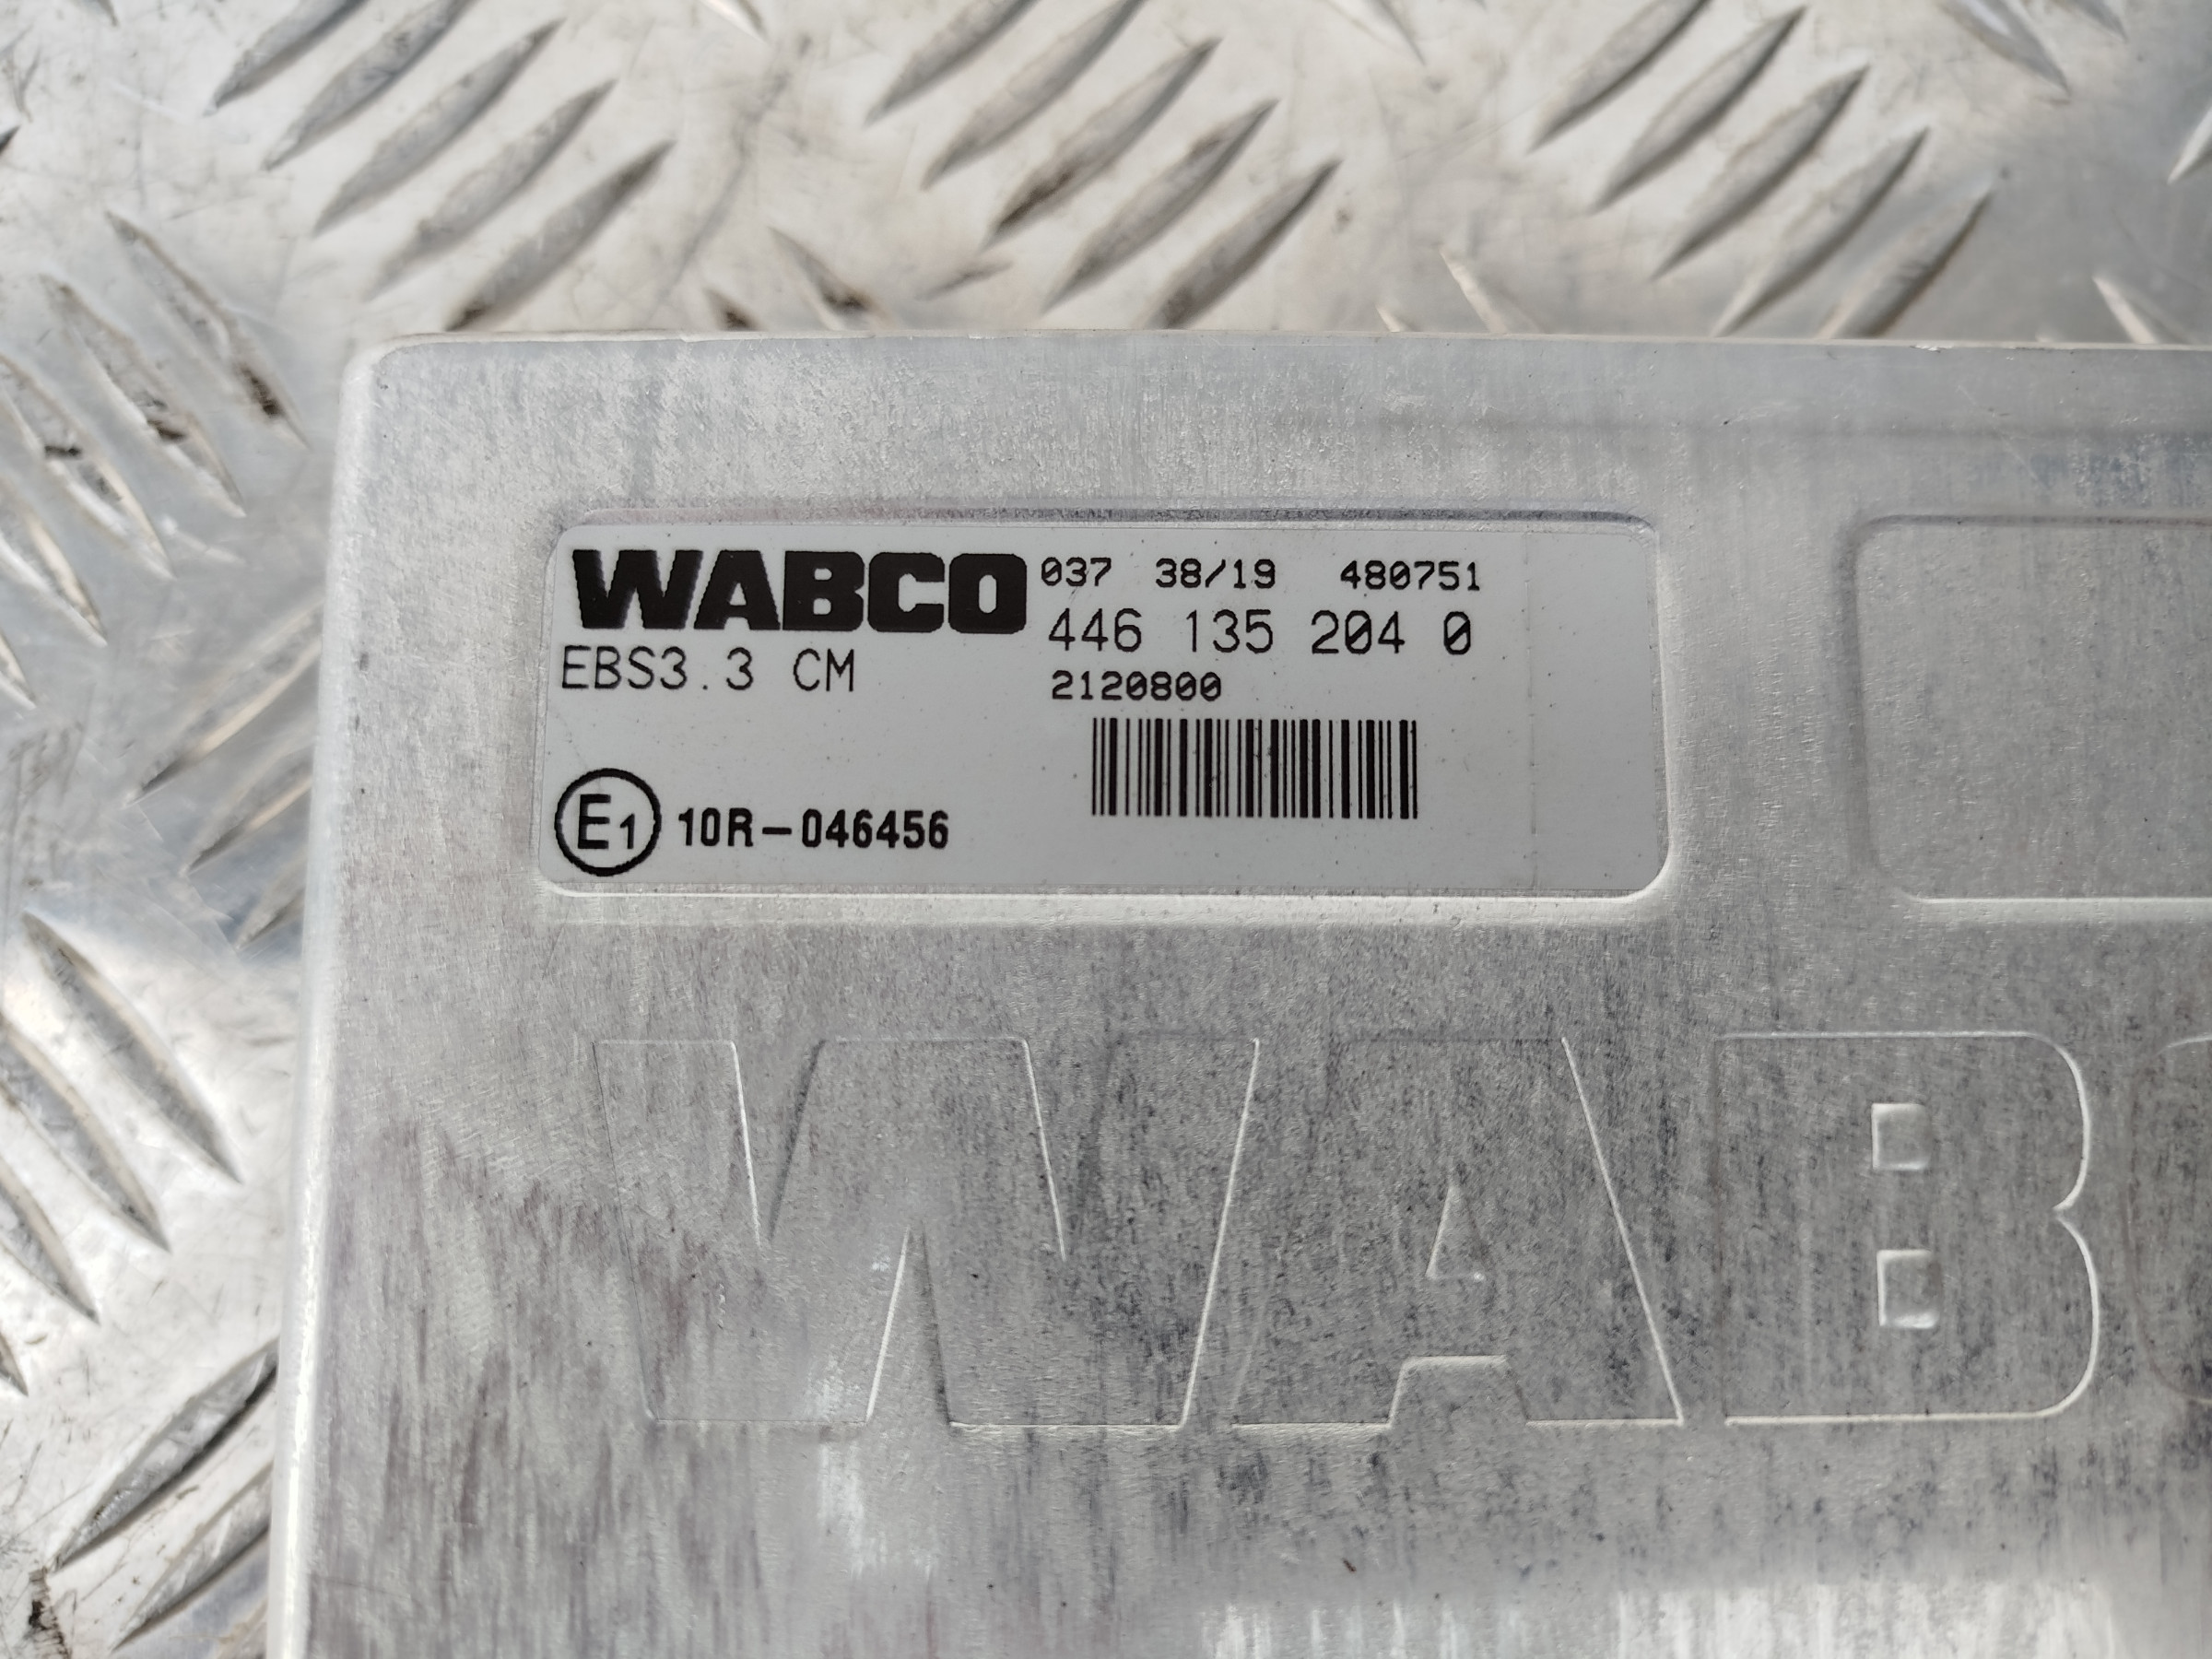 WABCO 037 38/19 480751
446 135 204 0
EBS3.3 CM
2120800
E1 10R-046456
WAB